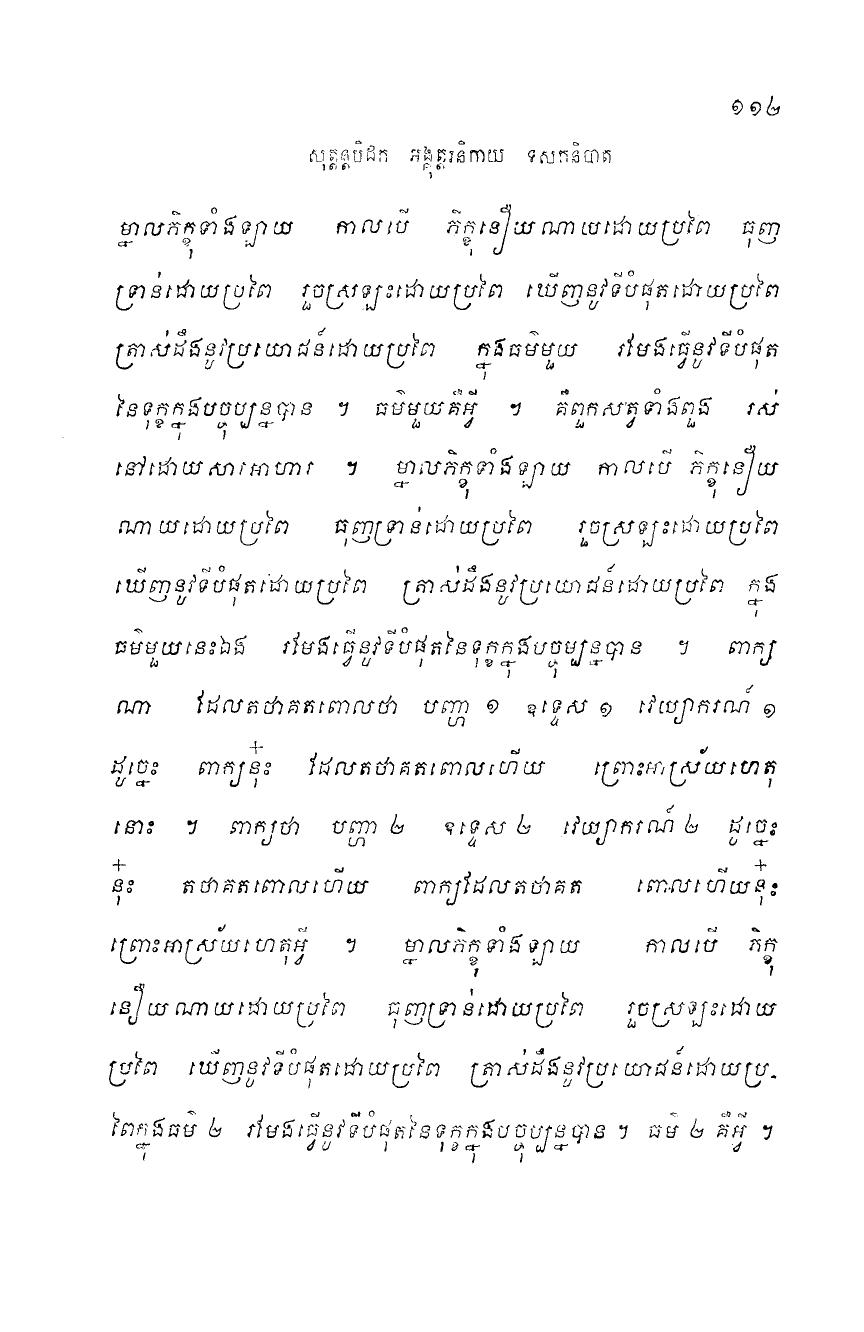 ១១២
សុត្តន្តបិដក អង្គុត្តរនិកាយ ទសកនិបាត
ម្នាលភិក្ខុទាំងឡាយ កាលបើ ភិក្ខុនឿយណាយដោយប្រពៃ ធុញ
ទ្រាន់ដោយប្រពៃ រួចស្រឡះដោយប្រពៃ ឃើញនូវទីបំផុតដោយប្រពៃ
ត្រាស់ដឹងនូវប្រយោជន៍ដោយប្រពៃ ក្នុងធម៌មួយ រមែងធ្វើនូវទីបំផុត
នៃទុក្ខក្នុងបច្ចុប្បន្នបាន ។ ធម៌មួយគឺអ្វី ។ គឺពួកសត្វទាំងពួង រស់
នៅដោយសារអាហារ ។ ម្នាលភិក្ខុទាំងឡាយ កាលបើ ភិក្ខុនឿយ
ណាយដោយប្រពៃ ធុញទ្រាន់ដោយប្រពៃ រួចស្រឡះដោយប្រពៃ
ឃើញនូវទីបំផុតដោយប្រពៃ ត្រាស់ដឹងនូវប្រយោជន៍ដោយប្រពៃ ក្នុង
ធម៌មួយនេះឯង រមែងធ្វើនូវទីបំផុតនៃទុក្ខក្នុងបច្ចុប្បន្នបាន ។ ពាក្យ
ណា ដែលតថាគតពោលថា បញ្ហា ១ ឧទ្ទេស ១ វេយ្យាករណ៍ ១
ដូច្នេះ ពាក្យនុ៎ះ ដែលតថាគតពោលហើយ ព្រោះអាស្រ័យហេតុ
នោះ ។ ពាក្យថា បញ្ហា ២ ឧទ្ទេស ២ វេយ្យាករណ៍ ២ ដូច្នេះ
នុ៎ះ តថាគតពោលហើយ ពាក្យដែលតថាគត ពោលហើយនុ៎ះ
ព្រោះអាស្រ័យហេតុអ្វី ។ ម្នាលភិក្ខុទាំងឡាយ កាលបើ ភិក្ខុ
នឿយណាយដោយប្រពៃ ធុញទ្រាន់ដោយប្រពៃ រួចស្រឡះដោយ
ប្រពៃ ឃើញនូវទីបំផុតដោយប្រពៃ ត្រាស់ដឹងនូវប្រយោជន៍ដោយប្រ-
ពៃក្នុងធម៌ ២ រមែងធ្វើនូវទីបំផុតនៃទុក្ខក្នុងបច្ចុប្បន្នបាន ។ ធម៌ ២ គឺអ្វី ។